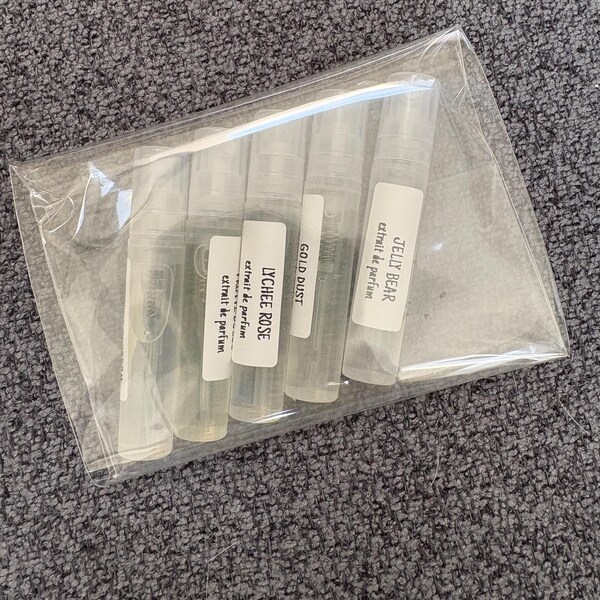 extrait de parfum
LYCHEE ROSE
extrait de parfum
GOLD DUST
JELLY BEAR
extrait de parfum